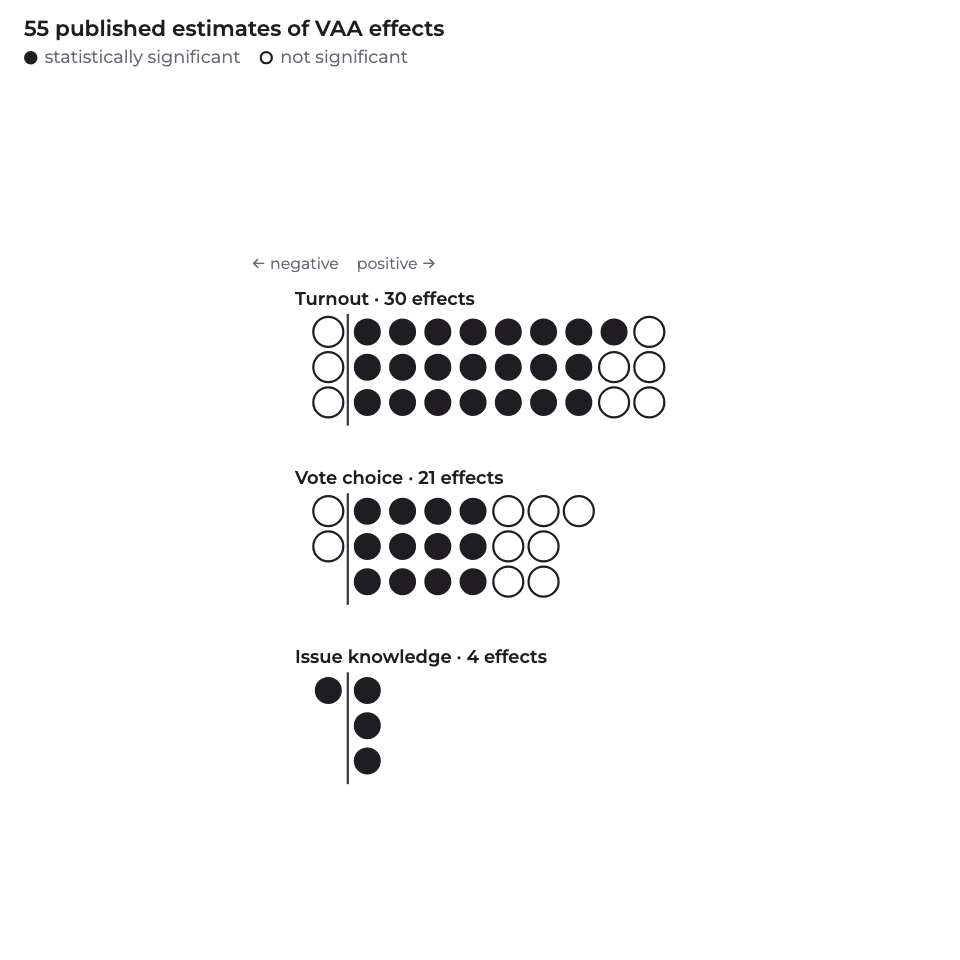 55 published estimates of VAA effects
statistically significant not significant
← negative positive →
Turnout · 30 effects
Vote choice · 21 effects
Issue knowledge · 4 effects